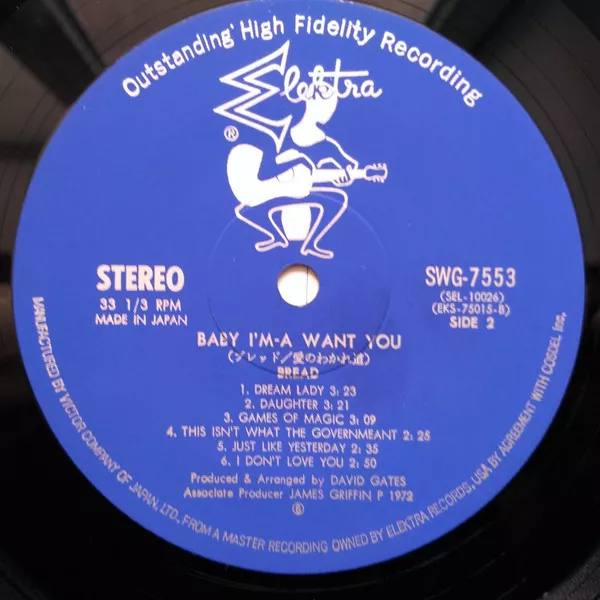 Outstanding High Fidelity Recording
Elektra
®
STEREO
33 1/3 RPM
MADE IN JAPAN
SWG-7553
(SEL-10026)
(EKS-75015-B)
SIDE 2
BABY I'M-A WANT YOU
(ブレッド/愛のわかれ道)
BREAD
1. DREAM LADY 3: 23
2. DAUGHTER 3: 21
3. GAMES OF MAGIC 3: 09
4. THIS ISN'T WHAT THE GOVERNMEANT 2: 25
5. JUST LIKE YESTERDAY 2: 35
6. I DON'T LOVE YOU 2: 50
Produced & Arranged by DAVID GATES
Associate Producer JAMES GRIFFIN P 1972
®
MANUFACTURED BY VICTOR COMPANY OF JAPAN, LTD., FROM A MASTER RECORDING OWNED BY ELEKTRA RECORDS, USA BY AGREEMENT WITH COSDEL Inc.